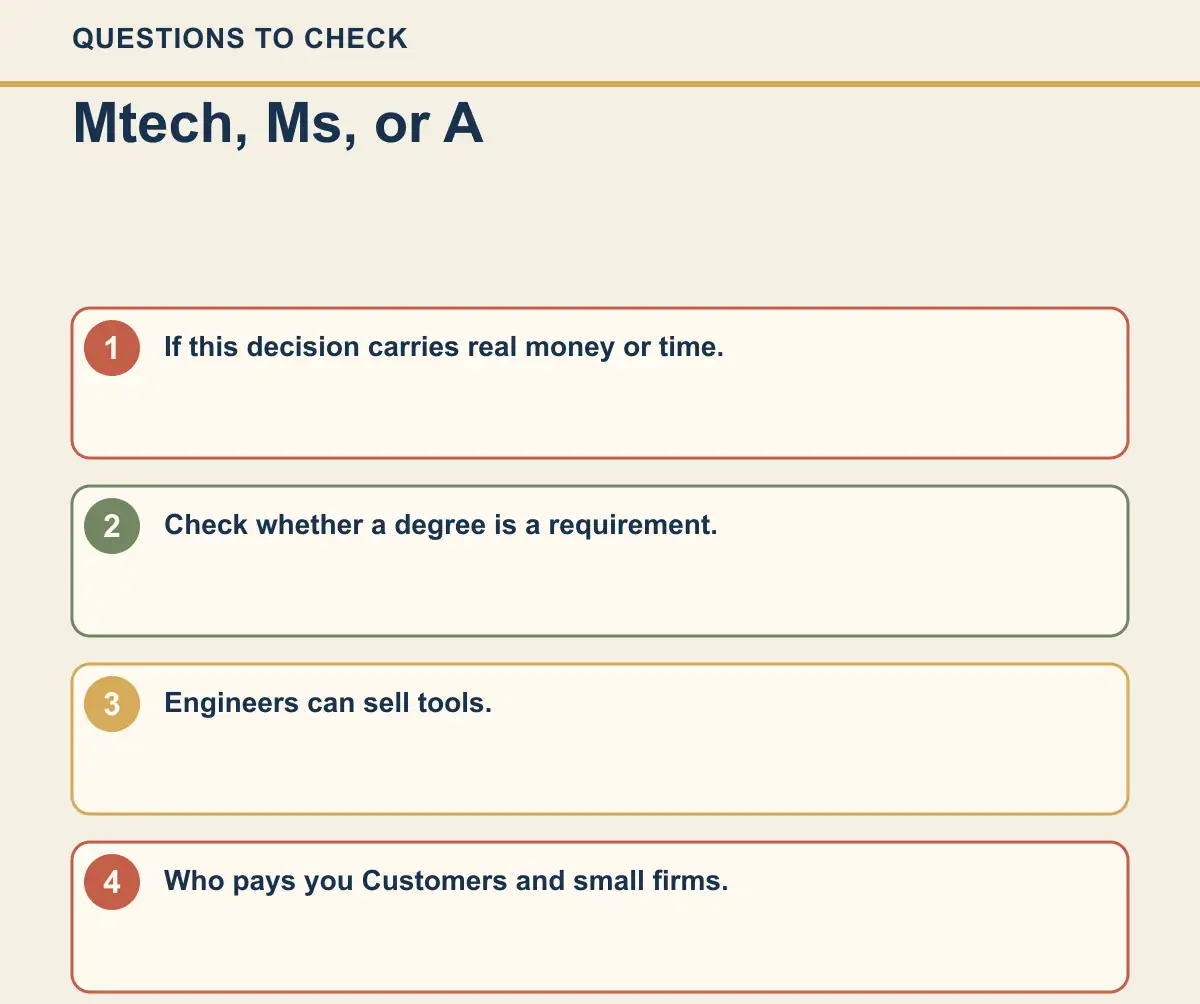 QUESTIONS TO CHECK
Mtech, Ms, or A
1 If this decision carries real money or time.
2 Check whether a degree is a requirement.
3 Engineers can sell tools.
4 Who pays you Customers and small firms.